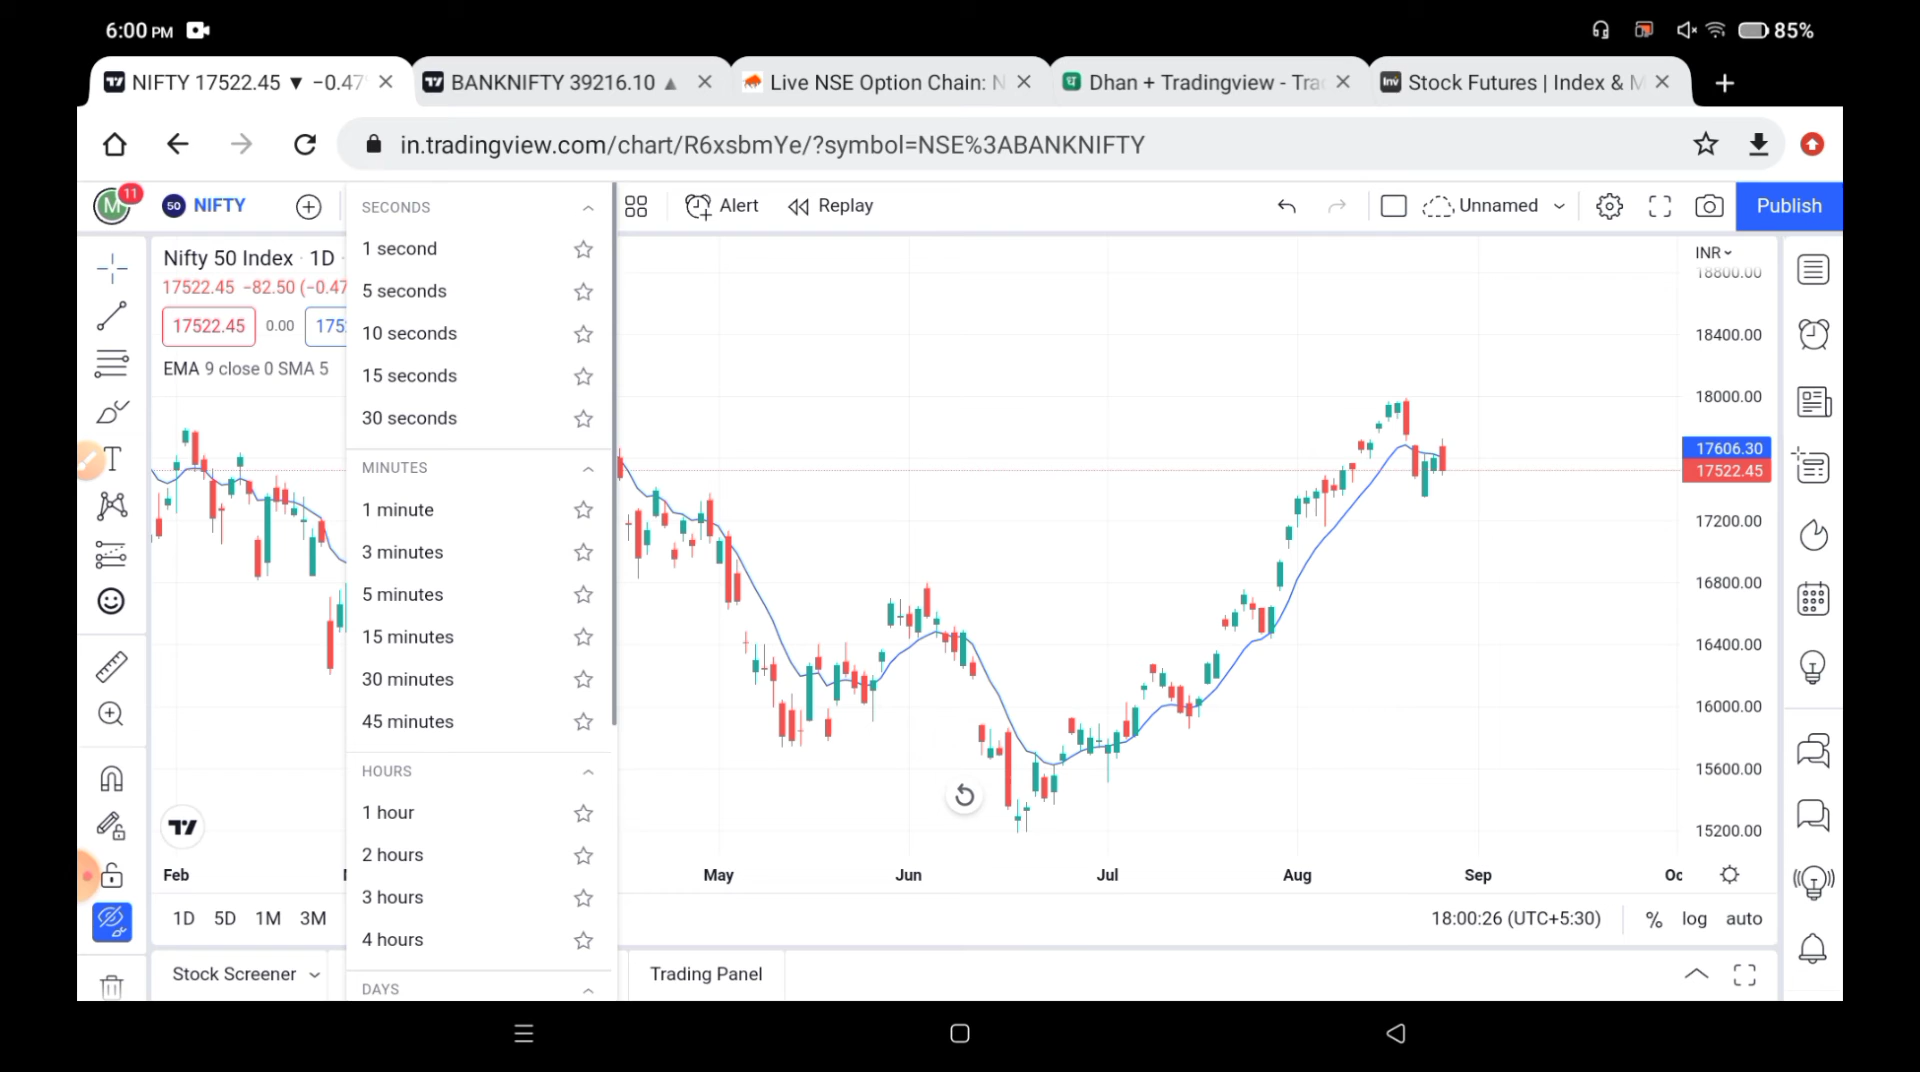 6:00 PM
85%
NIFTY 17522.45 ▼ −0.47
BANKNIFTY 39216.10 ▲
Live NSE Option Chain: N
Dhan + Tradingview - Tra
Stock Futures | Index & M
in.tradingview.com/chart/R6xsbmYe/?symbol=NSE%3ABANKNIFTY
M
11
50
NIFTY
Alert
Replay
Unnamed
Publish
Nifty 50 Index · 1D
17522.45 −82.50 (−0.47
17522.45
0.00
EMA 9 close 0 SMA 5
SECONDS
1 second
5 seconds
10 seconds
15 seconds
30 seconds
MINUTES
1 minute
3 minutes
5 minutes
15 minutes
30 minutes
45 minutes
HOURS
1 hour
2 hours
3 hours
4 hours
DAYS
INR
18800.00
18400.00
18000.00
17606.30
17522.45
17200.00
16800.00
16400.00
16000.00
15600.00
15200.00
Feb
May
Jun
Jul
Aug
Sep
1D 5D 1M 3M
18:00:26 (UTC+5:30)
% log auto
Stock Screener
Trading Panel